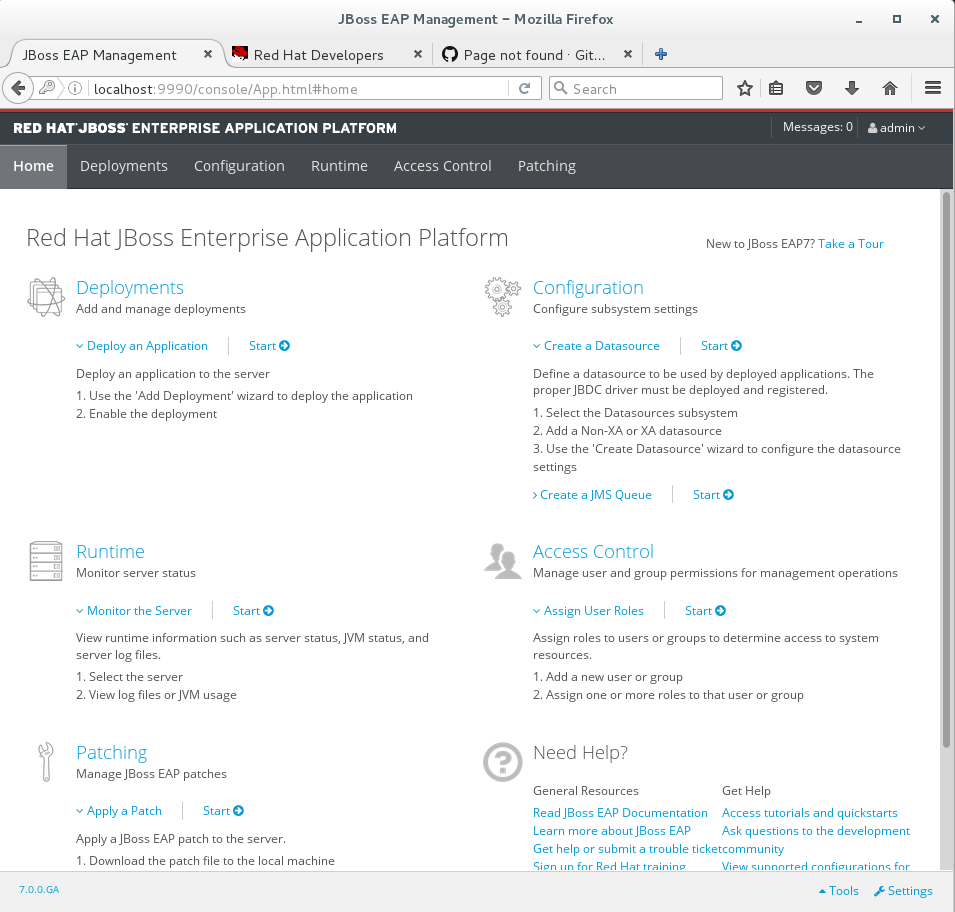 JBoss EAP Management – Mozilla Firefox
JBoss EAP Management
Red Hat Developers
Page not found · Git...
localhost:9990/console/App.html#home
Search
RED HAT JBOSS ENTERPRISE APPLICATION PLATFORM
Messages: 0
admin
Home
Deployments
Configuration
Runtime
Access Control
Patching
Red Hat JBoss Enterprise Application Platform
New to JBoss EAP7? Take a Tour
Deployments
Add and manage deployments
Deploy an Application
Start
Deploy an application to the server
1. Use the 'Add Deployment' wizard to deploy the application
2. Enable the deployment
Configuration
Configure subsystem settings
Create a Datasource
Start
Define a datasource to be used by deployed applications. The
proper JBDC driver must be deployed and registered.
1. Select the Datasources subsystem
2. Add a Non-XA or XA datasource
3. Use the 'Create Datasource' wizard to configure the datasource
settings
Create a JMS Queue
Start
Runtime
Monitor server status
Monitor the Server
Start
View runtime information such as server status, JVM status, and
server log files.
1. Select the server
2. View log files or JVM usage
Access Control
Manage user and group permissions for management operations
Assign User Roles
Start
Assign roles to users or groups to determine access to system
resources.
1. Add a new user or group
2. Assign one or more roles to that user or group
Patching
Manage JBoss EAP patches
Apply a Patch
Start
Apply a JBoss EAP patch to the server.
1. Download the patch file to the local machine
Need Help?
General Resources
Read JBoss EAP Documentation
Learn more about JBoss EAP
Get help or submit a trouble ticket
Sign up for Red Hat training
Get Help
Access tutorials and quickstarts
Ask questions to the development
community
View supported configurations for
7.0.0.GA
Tools
Settings